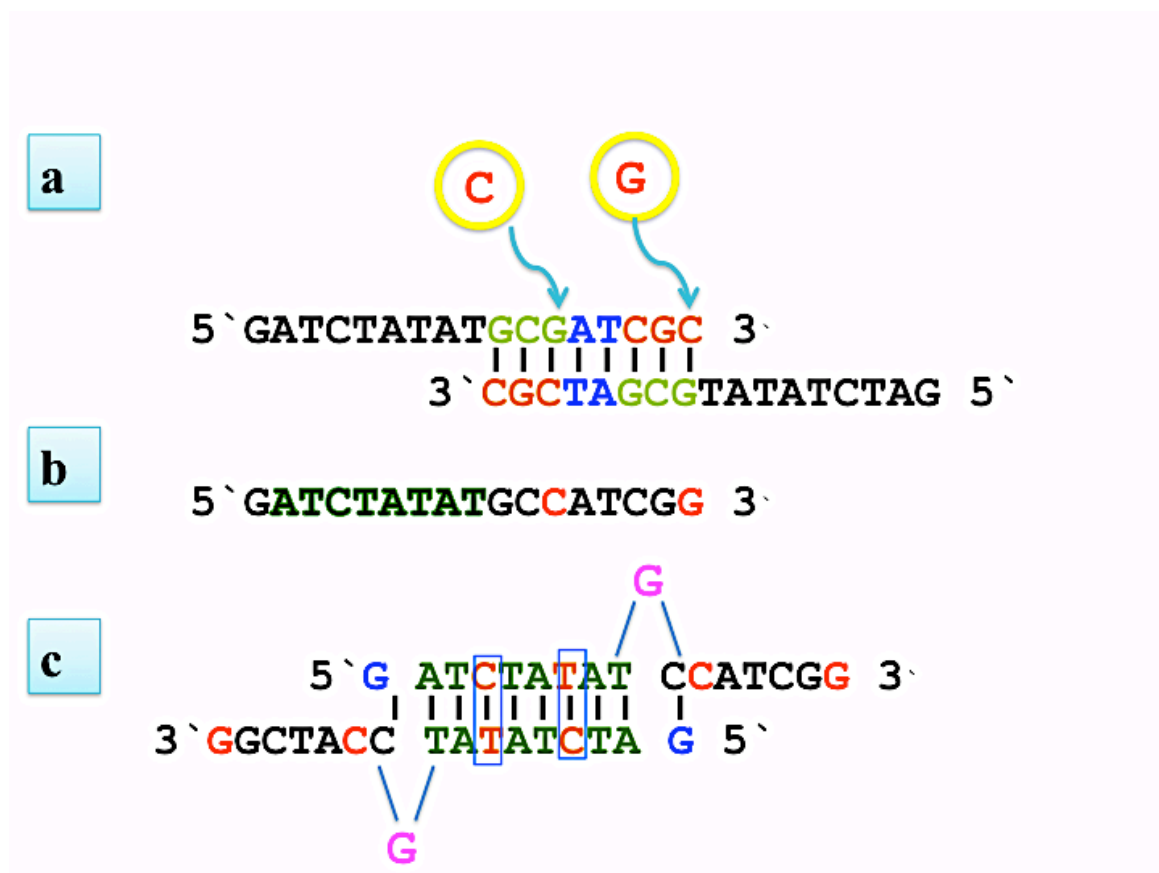 a
C G
5`GATCTATATGCGATCGC 3`
3`CGCTAGCGTATATCTAG 5`
b
5`GATCTATATGCCATCGG 3`
G
c
5`G ATCTATAT CCATCGG 3`
3`GGCTACC TATATCTA G 5`
G